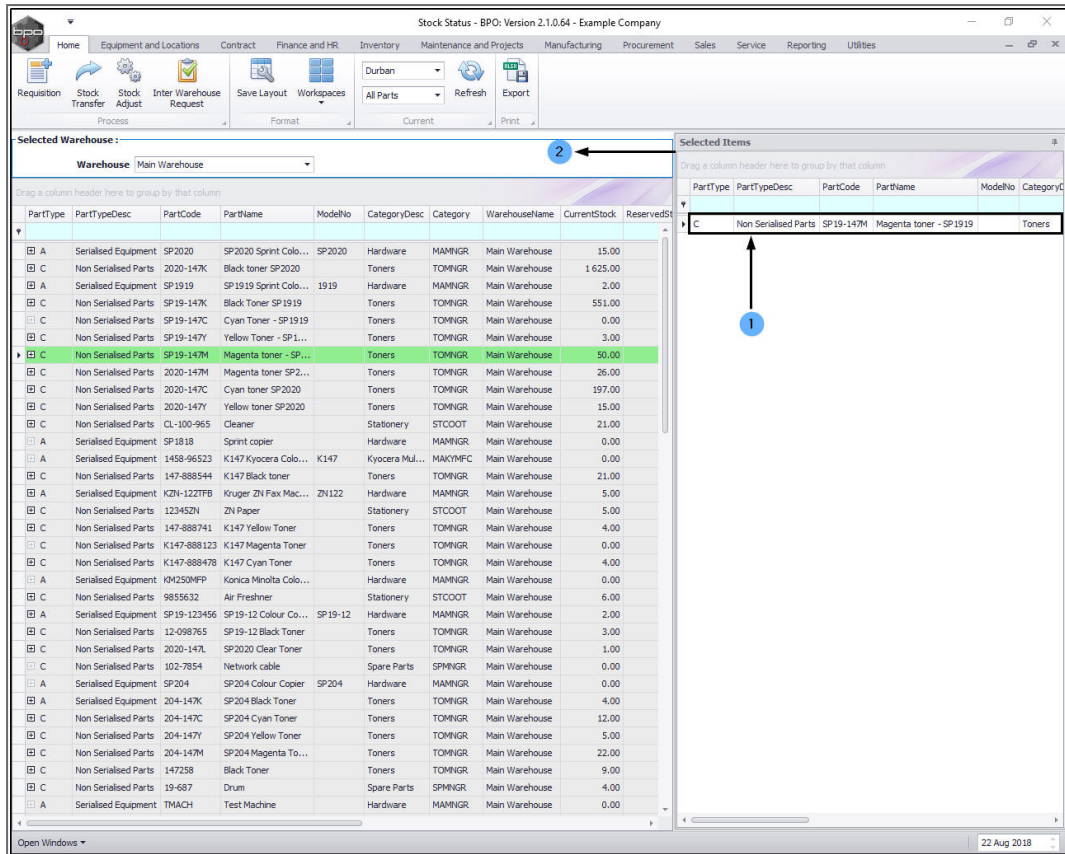 Stock Status - BPO: Version 2.1.0.64 - Example Company
bpo
Home Equipment and Locations Contract Finance and HR Inventory Maintenance and Projects Manufacturing Procurement Sales Service Reporting Utilities
Requisition Stock Transfer Stock Adjust Inter Warehouse Request Save Layout Workspaces Durban All Parts Refresh Export
Process Format Current Print
Selected Warehouse :
Warehouse Main Warehouse
2
Drag a column header here to group by that column
PartType PartTypeDesc PartCode PartName ModelNo CategoryDesc Category WarehouseName CurrentStock ReservedSt
A Serialised Equipment SP2020 SP2020 Sprint Colo... SP2020 Hardware MAMNGR Main Warehouse 15.00
C Non Serialised Parts 2020-147K Black toner SP2020 Toners TOMNGR Main Warehouse 1 625.00
A Serialised Equipment SP1919 SP1919 Sprint Colo... 1919 Hardware MAMNGR Main Warehouse 2.00
C Non Serialised Parts SP19-147K Black Toner SP1919 Toners TOMNGR Main Warehouse 551.00
C Non Serialised Parts SP19-147C Cyan Toner - SP1919 Toners TOMNGR Main Warehouse 0.00
C Non Serialised Parts SP19-147Y Yellow Toner - SP1... Toners TOMNGR Main Warehouse 3.00
C Non Serialised Parts SP19-147M Magenta toner - SP... Toners TOMNGR Main Warehouse 50.00
C Non Serialised Parts 2020-147M Magenta toner SP2... Toners TOMNGR Main Warehouse 26.00
C Non Serialised Parts 2020-147C Cyan toner SP2020 Toners TOMNGR Main Warehouse 197.00
C Non Serialised Parts 2020-147Y Yellow toner SP2020 Toners TOMNGR Main Warehouse 15.00
C Non Serialised Parts CL-100-965 Cleaner Stationery STCOOT Main Warehouse 21.00
A Serialised Equipment SP1818 Sprint copier Hardware MAMNGR Main Warehouse 0.00
A Serialised Equipment 1458-96523 K147 Kyocera Colo... K147 Kyocera Mul... MAKYMFC Main Warehouse 0.00
C Non Serialised Parts 147-888544 K147 Black toner Toners TOMNGR Main Warehouse 21.00
A Serialised Equipment KZN-122TFB Kruger ZN Fax Mac... ZN122 Hardware MAMNGR Main Warehouse 5.00
C Non Serialised Parts 12345ZN ZN Paper Stationery STCOOT Main Warehouse 5.00
C Non Serialised Parts 147-888741 K147 Yellow Toner Toners TOMNGR Main Warehouse 4.00
C Non Serialised Parts K147-888123 K147 Magenta Toner Toners TOMNGR Main Warehouse 0.00
C Non Serialised Parts K147-888478 K147 Cyan Toner Toners TOMNGR Main Warehouse 4.00
A Serialised Equipment KM250MFP Konica Minolta Colo... Hardware MAMNGR Main Warehouse 0.00
C Non Serialised Parts 9855632 Air Freshner Stationery STCOOT Main Warehouse 6.00
A Serialised Equipment SP19-123456 SP19-12 Colour Co... SP19-12 Hardware MAMNGR Main Warehouse 2.00
C Non Serialised Parts 12-098765 SP19-12 Black Toner Toners TOMNGR Main Warehouse 3.00
C Non Serialised Parts 2020-147L SP2020 Clear Toner Toners TOMNGR Main Warehouse 1.00
C Non Serialised Parts 102-7854 Network cable Spare Parts SPMNGR Main Warehouse 0.00
A Serialised Equipment SP204 SP204 Colour Copier SP204 Hardware MAMNGR Main Warehouse 0.00
A Serialised Equipment 204-147K SP204 Black Toner Toners TOMNGR Main Warehouse 4.00
C Non Serialised Parts 204-147C SP204 Cyan Toner Toners TOMNGR Main Warehouse 12.00
C Non Serialised Parts 204-147Y SP204 Yellow Toner Toners TOMNGR Main Warehouse 5.00
C Non Serialised Parts 204-147M SP204 Magenta To... Toners TOMNGR Main Warehouse 22.00
C Non Serialised Parts 147258 Black Toner Toners TOMNGR Main Warehouse 9.00
C Non Serialised Parts 19-687 Drum Spare Parts SPMNGR Main Warehouse 4.00
A Serialised Equipment TMACH Test Machine Hardware MAMNGR Main Warehouse 0.00
Selected Items
Drag a column header here to group by that column
PartType PartTypeDesc PartCode PartName ModelNo CategoryD
C Non Serialised Parts SP19-147M Magenta toner - SP1919 Toners
1
Open Windows
22 Aug 2018